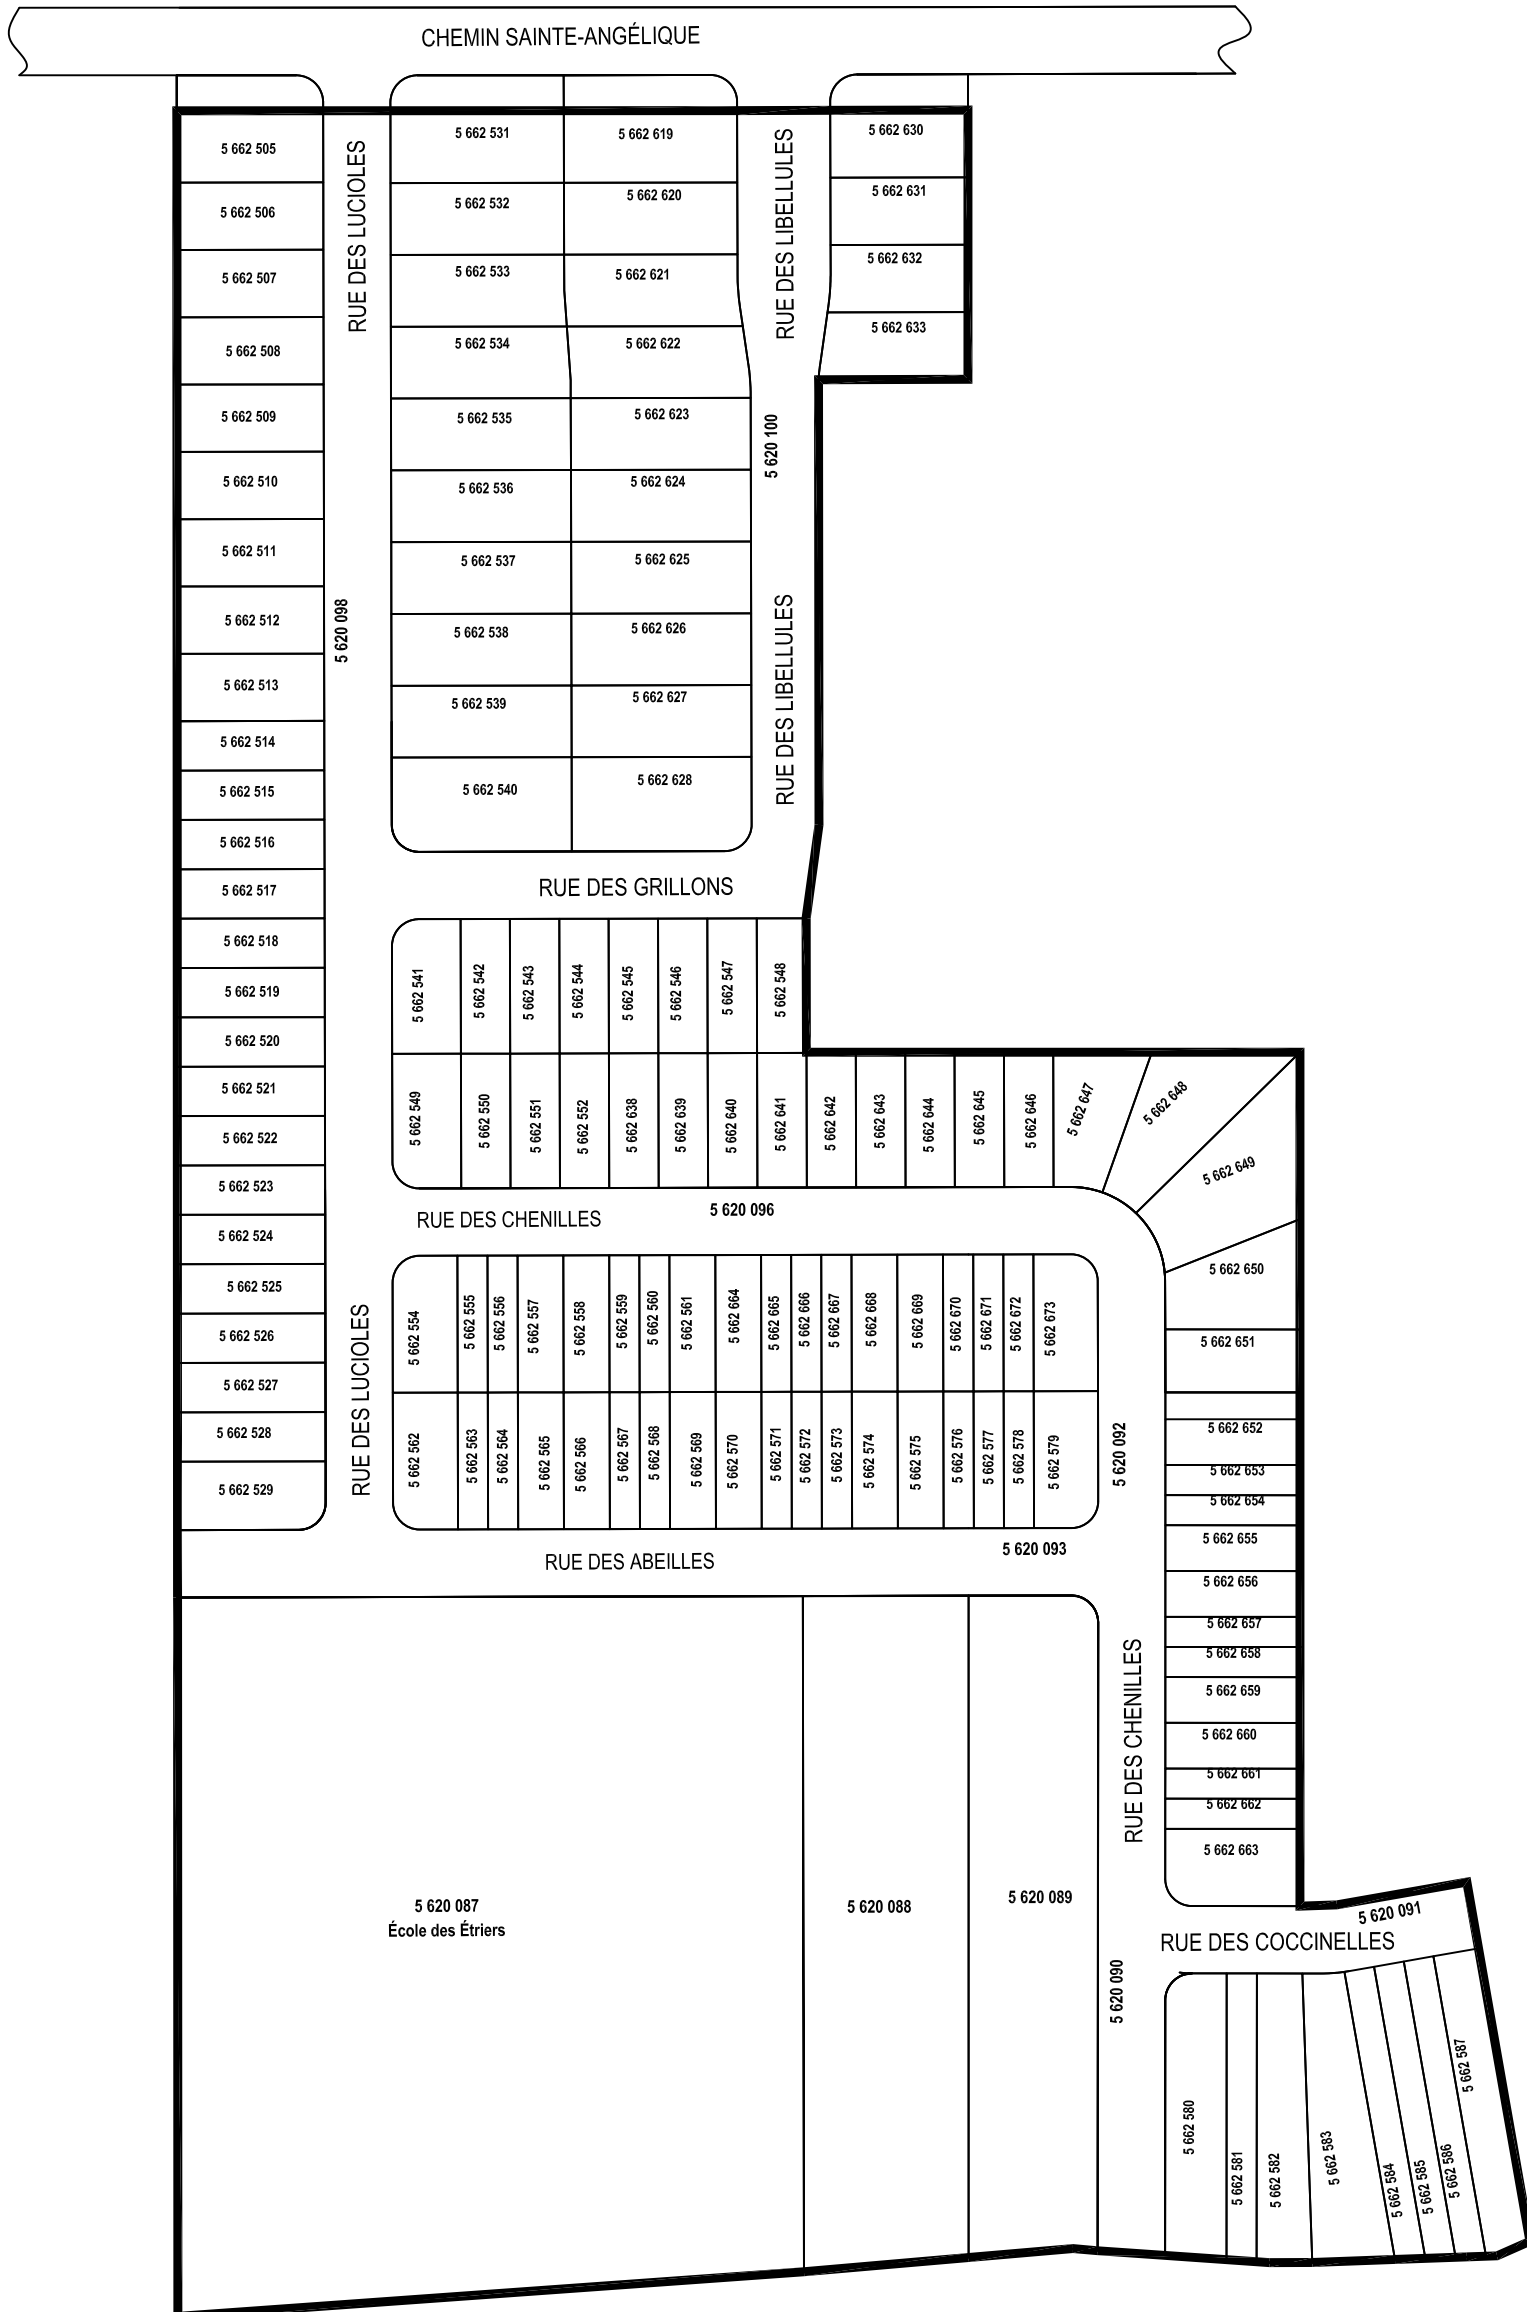 CHEMIN SAINTE-ANGÉLIQUE
5 662 505
5 662 506
5 662 507
5 662 508
5 662 509
5 662 510
5 662 511
5 662 512
5 662 513
5 662 514
5 662 515
5 662 516
5 662 517
5 662 518
5 662 519
5 662 520
5 662 521
5 662 522
5 662 523
5 662 524
5 662 525
5 662 526
5 662 527
5 662 528
5 662 529
RUE DES LUCIOLES
5 620 098
RUE DES LUCIOLES
5 662 531
5 662 532
5 662 533
5 662 534
5 662 535
5 662 536
5 662 537
5 662 538
5 662 539
5 662 540
5 662 619
5 662 620
5 662 621
5 662 622
5 662 623
5 662 624
5 662 625
5 662 626
5 662 627
5 662 628
RUE DES LIBELLULES
5 620 100
RUE DES LIBELLULES
5 662 630
5 662 631
5 662 632
5 662 633
RUE DES GRILLONS
5 662 541
5 662 542
5 662 543
5 662 544
5 662 545
5 662 546
5 662 547
5 662 548
5 662 549
5 662 550
5 662 551
5 662 552
5 662 638
5 662 639
5 662 640
5 662 641
5 662 642
5 662 643
5 662 644
5 662 645
5 662 646
5 662 647
5 662 648
5 662 649
5 662 650
5 662 651
5 662 652
5 662 653
5 662 654
5 662 655
5 662 656
5 662 657
5 662 658
5 662 659
5 662 660
5 662 661
5 662 662
5 662 663
RUE DES CHENILLES
5 620 096
5 662 554
5 662 555
5 662 556
5 662 557
5 662 558
5 662 559
5 662 560
5 662 561
5 662 664
5 662 665
5 662 666
5 662 667
5 662 668
5 662 669
5 662 670
5 662 671
5 662 672
5 662 673
5 662 562
5 662 563
5 662 564
5 662 565
5 662 566
5 662 567
5 662 568
5 662 569
5 662 570
5 662 571
5 662 572
5 662 573
5 662 574
5 662 575
5 662 576
5 662 577
5 662 578
5 662 579
5 620 092
RUE DES ABEILLES
5 620 093
RUE DES CHENILLES
5 620 087
École des Étriers
5 620 088
5 620 089
5 620 090
5 620 091
RUE DES COCCINELLES
5 662 580
5 662 581
5 662 582
5 662 583
5 662 584
5 662 585
5 662 586
5 662 587